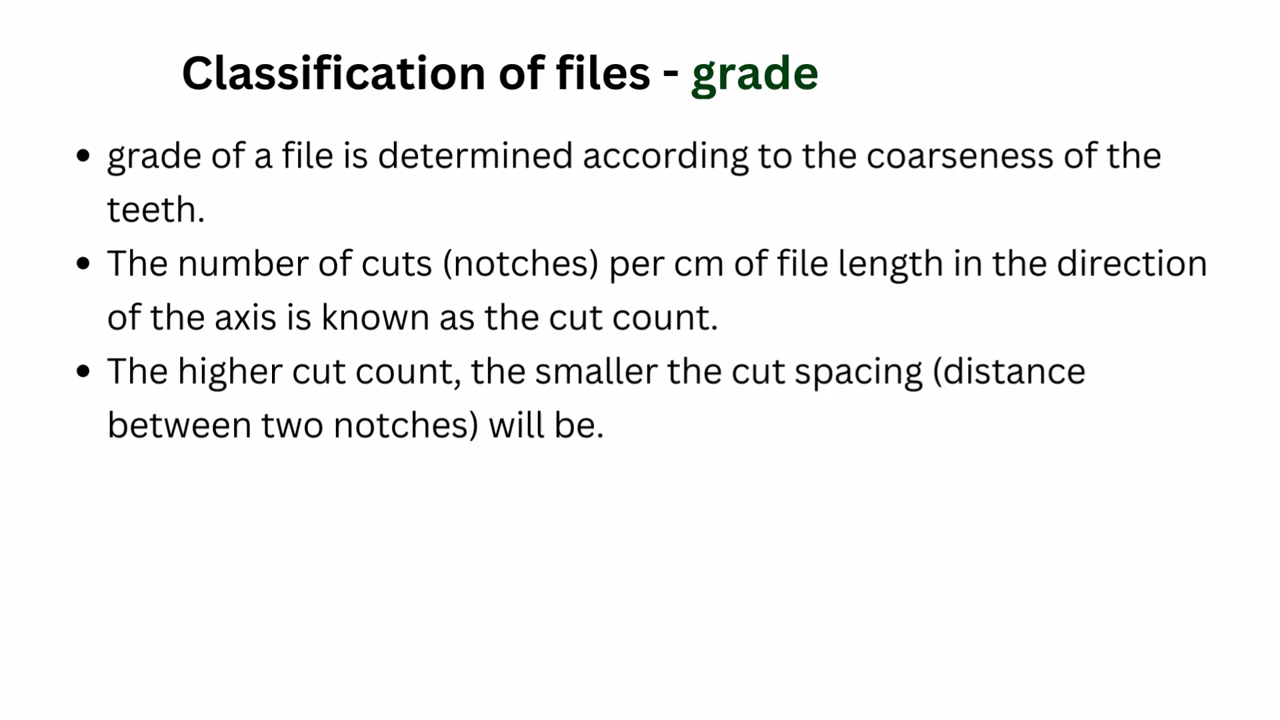 Classification of files - grade
• grade of a file is determined according to the coarseness of the
teeth.
• The number of cuts (notches) per cm of file length in the direction
of the axis is known as the cut count.
• The higher cut count, the smaller the cut spacing (distance
between two notches) will be.